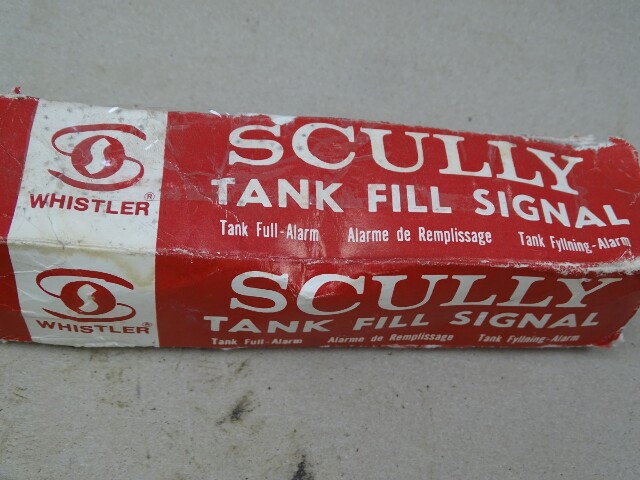 SCULLY
WHISTLER ®
TANK FILL SIGNAL
Tank Full-Alarm Alarme de Remplissage Tank Fyllning-Alarm
SCULLY
WHISTLER ®
TANK FILL SIGNAL
Tank Full-Alarm Alarme de Remplissage Tank Fyllning-Alarm